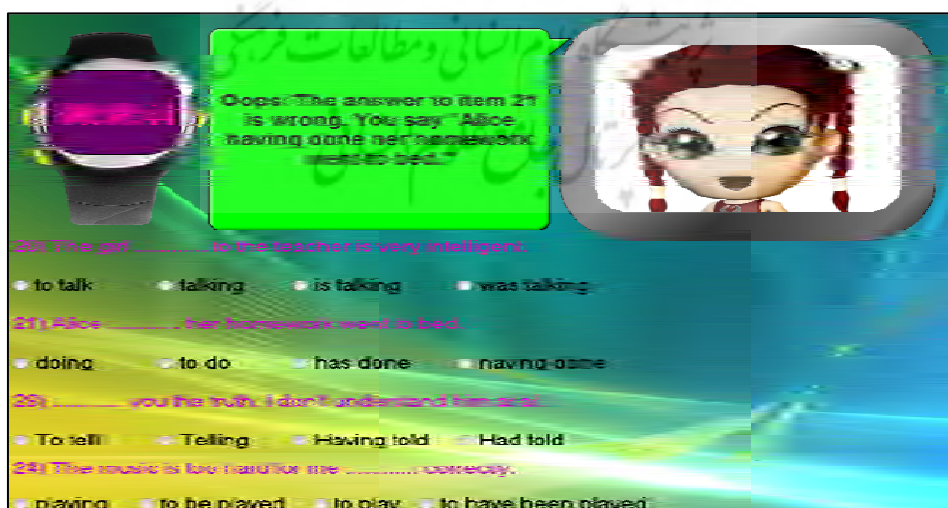 Oops! The answer to item 21
is wrong. You say "Alice,
having done her homework
went to bed."
20) The girl ............ to the teacher is very intelligent.
to talk talking is talking was talking
21) Alice ............ her homework went to bed.
doing to do has done having done
............ you the truth, I don't understand him
To tell Telling Having told Had told
24) The music is too hard for me ............ correctly.
playing to be played to play to have been played